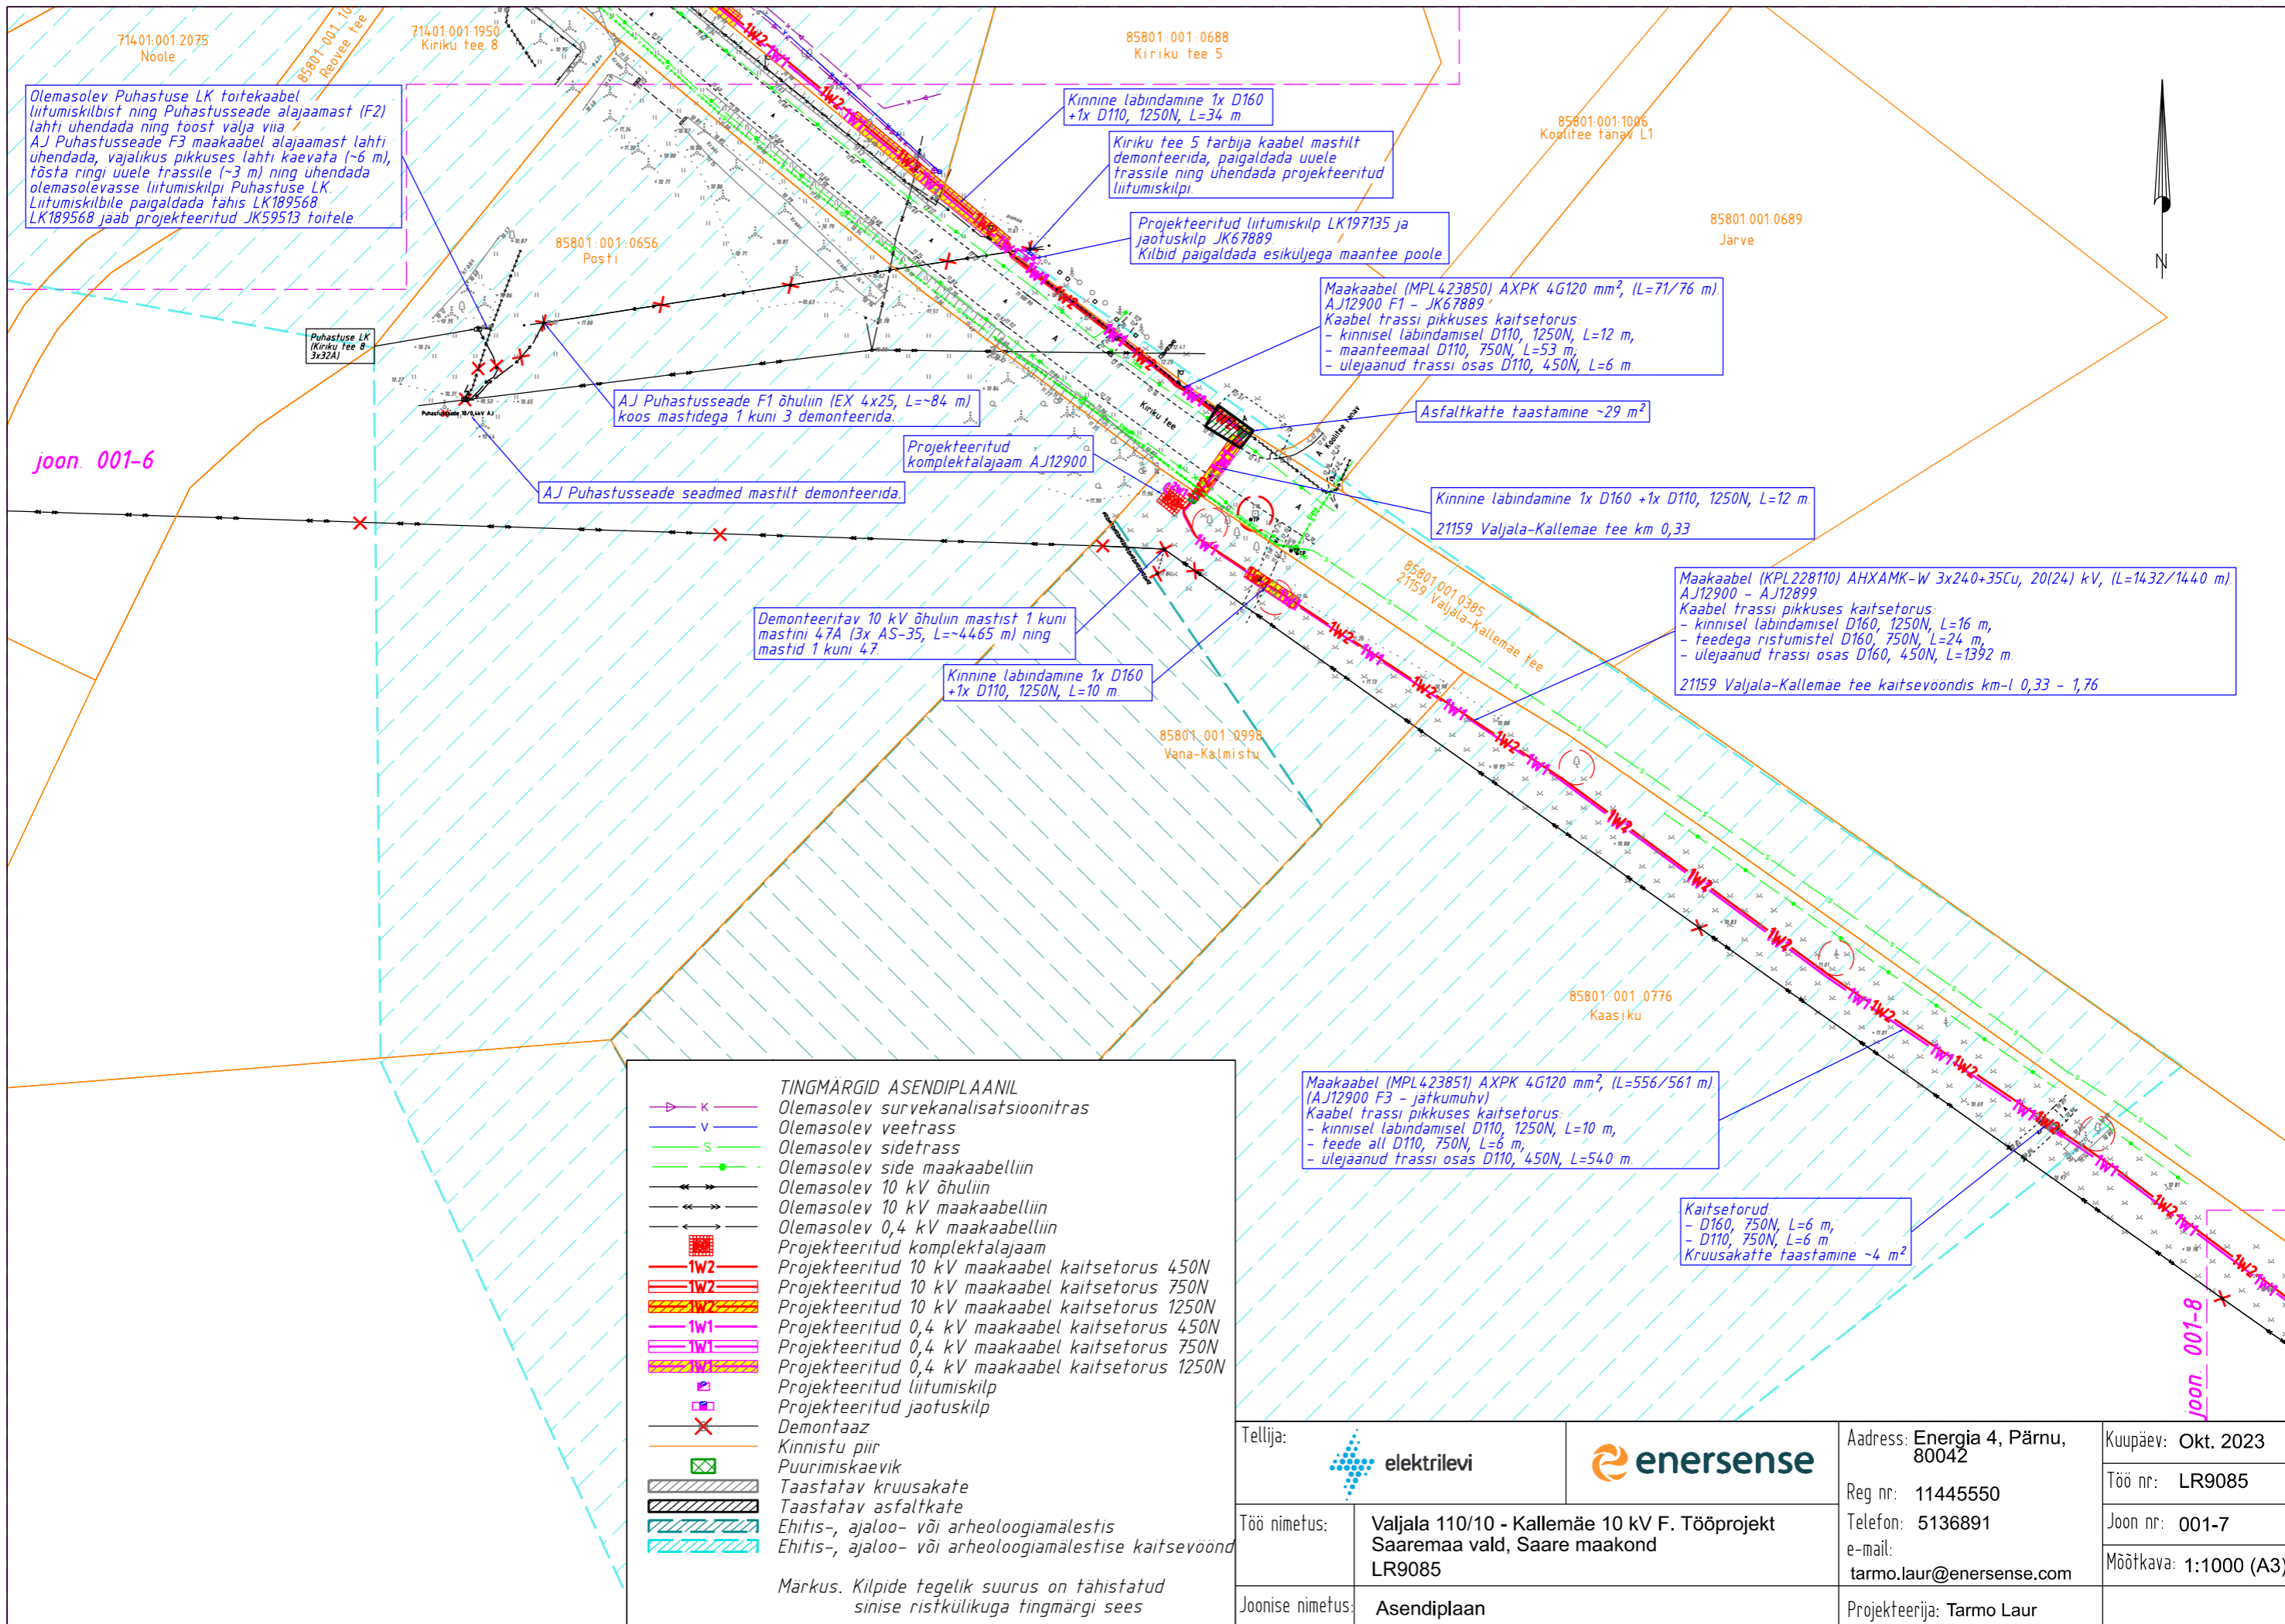 71401:001:2075
Noole
Reovee tee
71401:001:1950
Kiriku tee 8
85801:001:0688
Kiriku tee 5
85801:001:1006
Koolitee tänav L1
85801:001:0689
Järve
85801:001:0656
Posti
Olemasolev Puhastuse LK toitekaabel
liitumiskilbist ning Puhastusseade alajaamast (F2)
lahti ühendada ning tööst välja viia.
AJ Puhastusseade F3 maakaabel alajaamast lahti
ühendada, vajalikus pikkuses lahti kaevata (~6 m),
tõsta ringi uuele trassile (~3 m) ning ühendada
olemasolevasse liitumiskilpi Puhastuse LK.
Liitumiskilbile paigaldada tähis LK189568.
LK189568 jääb projekteeritud JK59513 toitele.
Kinnine läbindamine 1x D160
+1x D110, 1250N, L=34 m.
Kiriku tee 5 tarbija kaabel mastilt
demonteerida, paigaldada uuele
trassile ning ühendada projekteeritud
liitumiskilpi.
Projekteeritud liitumiskilp LK197135 ja
jaotuskilp JK67889.
Kilbid paigaldada esiküljega maantee poole.
Maakaabel (MPL423850) AXPK 4G120 mm², (L=71/76 m).
AJ12900 F1 - JK67889.
Kaabel trassi pikkuses kaitsetorus:
- kinnisel läbindamisel D110, 1250N, L=12 m,
- maanteemaal D110, 750N, L=53 m,
- ülejäänud trassi osas D110, 450N, L=6 m.
N
Puhastuse LK
(Kiriku tee 8
3x32A)
Puhastusseade 10/0,4kV AJ
AJ Puhastusseade F1 õhuliin (EX 4x25, L=~84 m)
koos mastidega 1 kuni 3 demonteerida.
Kiriku tee
Koolitee tänav
Asfaltkatte taastamine ~29 m²
Projekteeritud
komplektalajaam AJ12900.
joon. 001-6
AJ Puhastusseade seadmed mastilt demonteerida.
Kinnine läbindamine 1x D160 +1x D110, 1250N, L=12 m.
21159 Valjala-Kallemäe tee km 0,33
85801:001:0385
21159 Valjala-Kallemäe tee
Maakaabel (KPL228110) AHXAMK-W 3x240+35Cu, 20(24) kV, (L=1432/1440 m).
AJ12900 - AJ12899.
Kaabel trassi pikkuses kaitsetorus:
- kinnisel läbindamisel D160, 1250N, L=16 m,
- teedega ristumistel D160, 750N, L=24 m,
- ülejäänud trassi osas D160, 450N, L=1392 m.
21159 Valjala-Kallemäe tee kaitsevööndis km-l 0,33 - 1,76
Demonteeritav 10 kV õhuliin mastist 1 kuni
mastini 47A (3x AS-35, L=~4465 m) ning
mastid 1 kuni 47.
Kinnine läbindamine 1x D160
+1x D110, 1250N, L=10 m.
85801:001:0998
Vana-Kalmistu
85801:001:0776
Kaasiku
Maakaabel (MPL423851) AXPK 4G120 mm², (L=556/561 m)
(AJ12900 F3 - jätkumuhv)
Kaabel trassi pikkuses kaitsetorus:
- kinnisel läbindamisel D110, 1250N, L=10 m,
- teede all D110, 750N, L=6 m,
- ülejäänud trassi osas D110, 450N, L=540 m.
Kaitsetorud:
- D160, 750N, L=6 m,
- D110, 750N, L=6 m.
Kruusakatte taastamine ~4 m².
joon. 001-8
TINGMÄRGID ASENDIPLAANIL
K Olemasolev survekanalisatsioonitras
V Olemasolev veetrass
S Olemasolev sidetrass
Olemasolev side maakaabelliin
Olemasolev 10 kV õhuliin
Olemasolev 10 kV maakaabelliin
Olemasolev 0,4 kV maakaabelliin
Projekteeritud komplektalajaam
1W2 Projekteeritud 10 kV maakaabel kaitsetorus 450N
1W2 Projekteeritud 10 kV maakaabel kaitsetorus 750N
1W2 Projekteeritud 10 kV maakaabel kaitsetorus 1250N
1W1 Projekteeritud 0,4 kV maakaabel kaitsetorus 450N
1W1 Projekteeritud 0,4 kV maakaabel kaitsetorus 750N
1W1 Projekteeritud 0,4 kV maakaabel kaitsetorus 1250N
Projekteeritud liitumiskilp
Projekteeritud jaotuskilp
Demontaaz
Kinnistu piir
Puurimiskaevik
Taastatav kruusakate
Taastatav asfaltkate
Ehitis-, ajaloo- või arheoloogiamälestis
Ehitis-, ajaloo- või arheoloogiamälestise kaitsevöönd
Märkus. Kilpide tegelik suurus on tähistatud
sinise ristkülikuga tingmärgi sees
Tellija:
elektrilevi
enersense
Aadress: Energia 4, Pärnu,
80042
Reg nr: 11445550
Telefon: 5136891
e-mail:
tarmo.laur@enersense.com
Kuupäev: Okt. 2023
Töö nr: LR9085
Joon nr: 001-7
Mõõtkava: 1:1000 (A3)
Töö nimetus:
Valjala 110/10 - Kallemäe 10 kV F. Tööprojekt
Saaremaa vald, Saare maakond
LR9085
Joonise nimetus: Asendiplaan
Projekteerija: Tarmo Laur